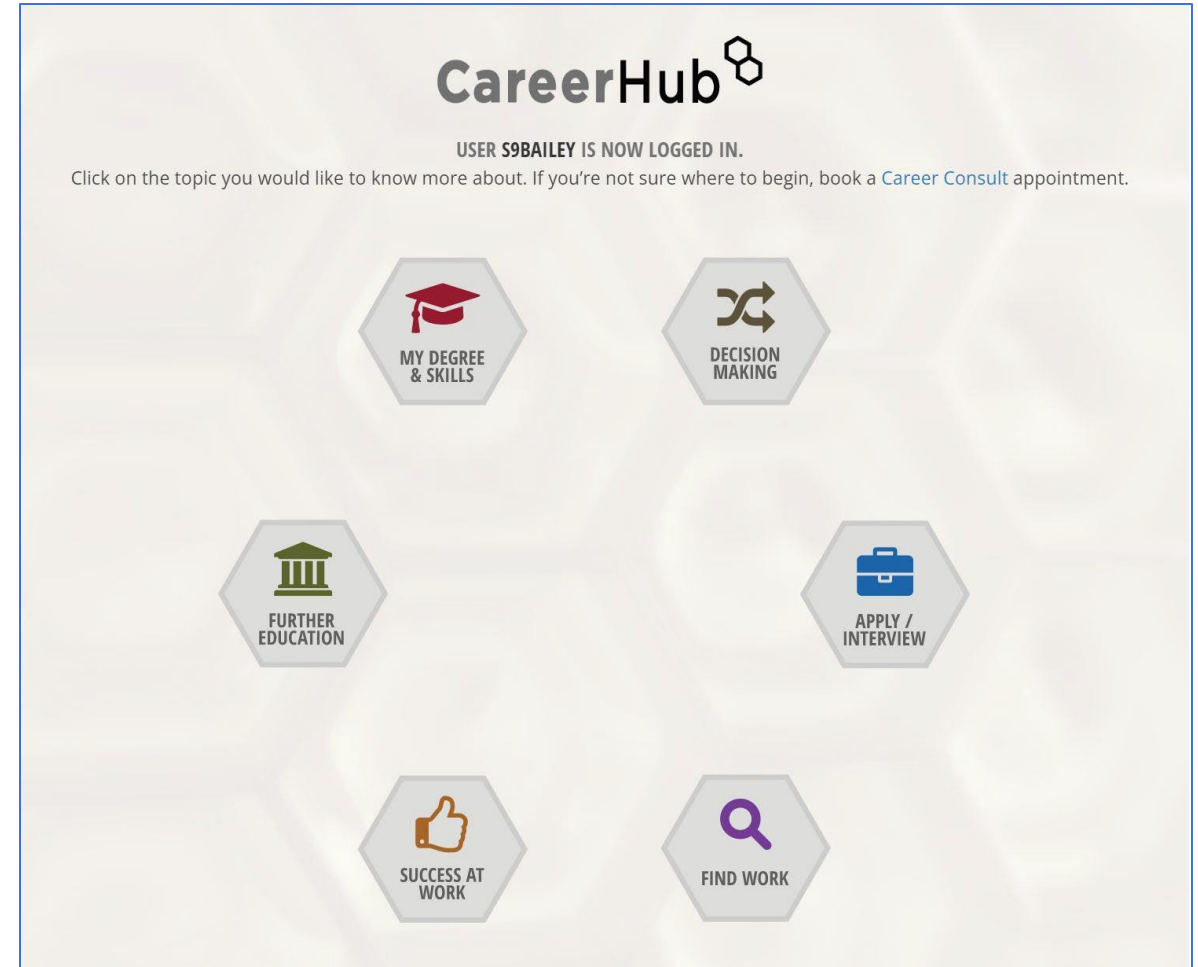 CareerHub
USER S9BAILEY IS NOW LOGGED IN.
Click on the topic you would like to know more about. If you’re not sure where to begin, book a Career Consult appointment.
MY DEGREE
& SKILLS
DECISION
MAKING
FURTHER
EDUCATION
APPLY /
INTERVIEW
SUCCESS AT
WORK
FIND WORK